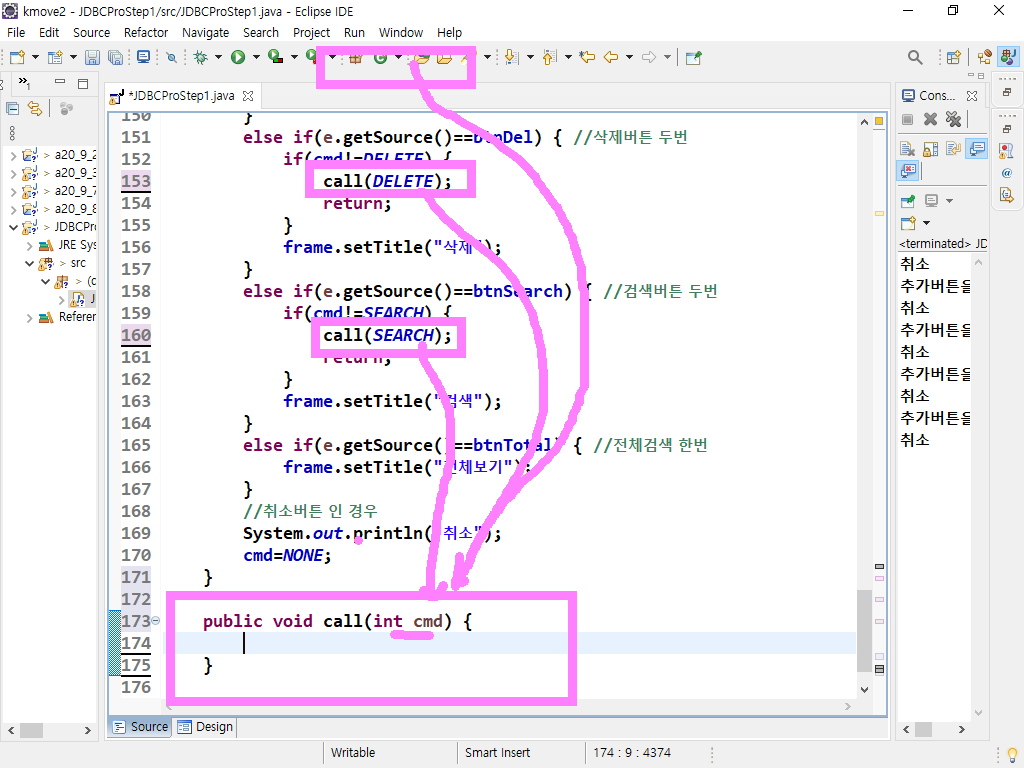 kmove2 - JDBCProStep1/src/JDBCProStep1.java - Eclipse IDE
File Edit Source Refactor Navigate Search Project Run Window Help
*JDBCProStep1.java
Cons...
a20_9_2
a20_9_3
a20_9_7
a20_9_8
JDBCPr
JRE Sys
src
Referer
150 }
151 else if(e.getSource()==btnDel) { //삭제버튼 두번
152 if(cmd!=DELETE) {
153 call(DELETE);
154 return;
155 }
156 frame.setTitle("삭제");
157 }
158 else if(e.getSource()==btnSearch) { //검색버튼 두번
159 if(cmd!=SEARCH) {
160 call(SEARCH);
161 return;
162 }
163 frame.setTitle("검색");
164 }
165 else if(e.getSource()==btnTotal) { //전체검색 한번
166 frame.setTitle("전체보기");
167 }
168 //취소버튼 인 경우
169 System.out.println("취소");
170 cmd=NONE;
171 }
172
173 public void call(int cmd) {
174
175 }
176
<terminated> JD
취소
추가버튼을
취소
추가버튼을
취소
추가버튼을
취소
추가버튼을
취소
Source Design
Writable Smart Insert 174 : 9 : 4374